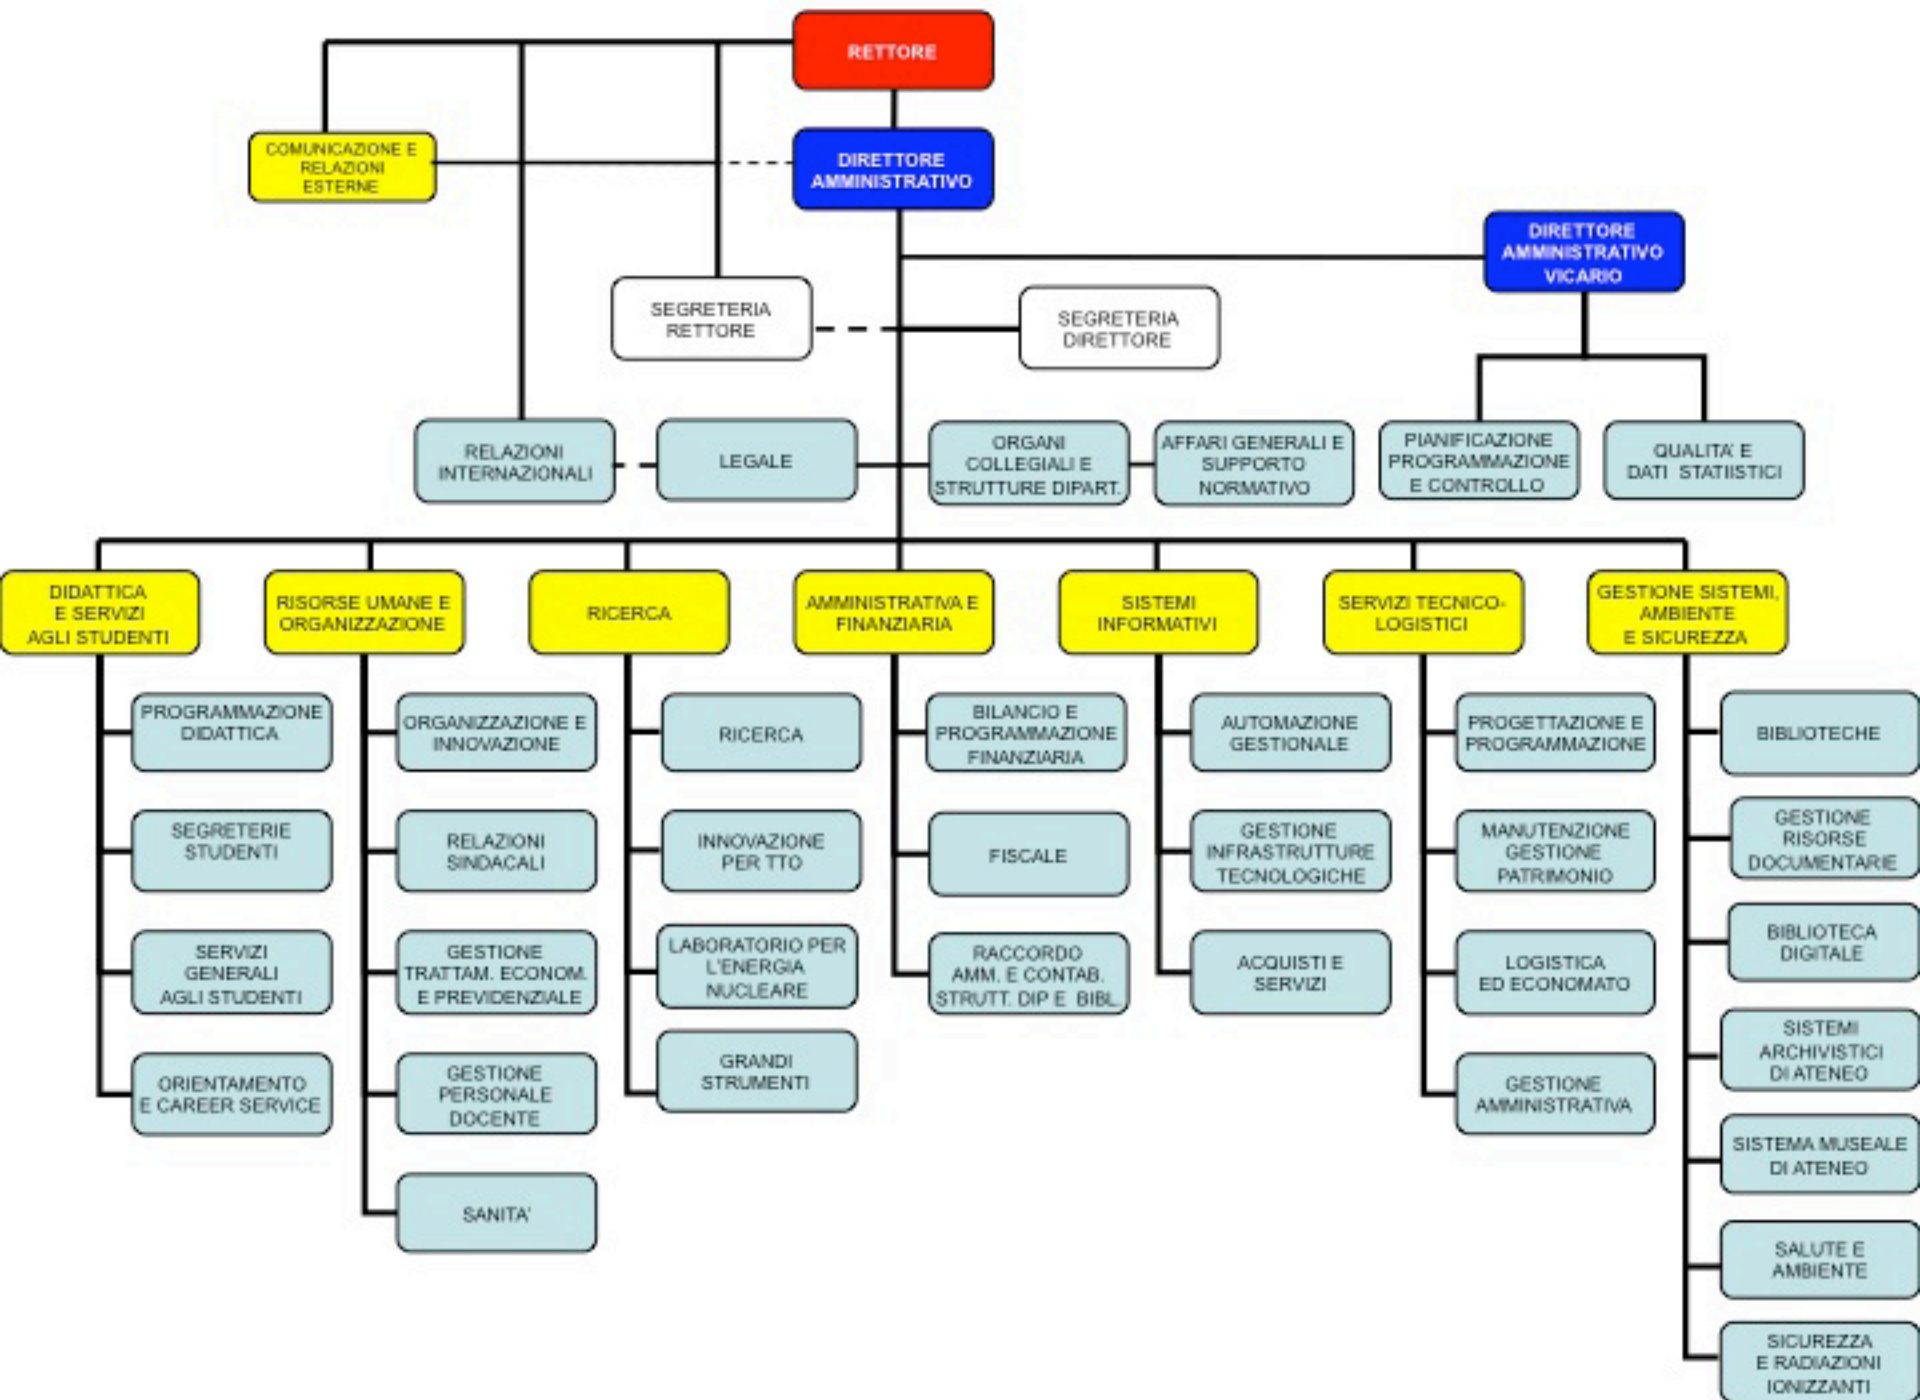 RETTORE
COMUNICAZIONE E
RELAZIONI
ESTERNE
DIRETTORE
AMMINISTRATIVO
DIRETTORE
AMMINISTRATIVO
VICARIO
SEGRETERIA
RETTORE
SEGRETERIA
DIRETTORE
RELAZIONI
INTERNAZIONALI
LEGALE
ORGANI
COLLEGIALI E
STRUTTURE DIPART.
AFFARI GENERALI E
SUPPORTO
NORMATIVO
PIANIFICAZIONE
PROGRAMMAZIONE
E CONTROLLO
QUALITA' E
DATI STATIISTICI
DIDATTICA
E SERVIZI
AGLI STUDENTI
RISORSE UMANE E
ORGANIZZAZIONE
RICERCA
AMMINISTRATIVA E
FINANZIARIA
SISTEMI
INFORMATIVI
SERVIZI TECNICO-
LOGISTICI
GESTIONE SISTEMI,
AMBIENTE
E SICUREZZA
PROGRAMMAZIONE
DIDATTICA
SEGRETERIE
STUDENTI
SERVIZI
GENERALI
AGLI STUDENTI
ORIENTAMENTO
E CAREER SERVICE
ORGANIZZAZIONE E
INNOVAZIONE
RELAZIONI
SINDACALI
GESTIONE
TRATTAM. ECONOM.
E PREVIDENZIALE
GESTIONE
PERSONALE
DOCENTE
SANITA'
RICERCA
INNOVAZIONE
PER TTO
LABORATORIO PER
L'ENERGIA
NUCLEARE
GRANDI
STRUMENTI
BILANCIO E
PROGRAMMAZIONE
FINANZIARIA
FISCALE
RACCORDO
AMM. E CONTAB.
STRUTT. DIP E BIBL.
AUTOMAZIONE
GESTIONALE
GESTIONE
INFRASTRUTTURE
TECNOLOGICHE
ACQUISTI E
SERVIZI
PROGETTAZIONE E
PROGRAMMAZIONE
MANUTENZIONE
GESTIONE
PATRIMONIO
LOGISTICA
ED ECONOMATO
GESTIONE
AMMINISTRATIVA
BIBLIOTECHE
GESTIONE
RISORSE
DOCUMENTARIE
BIBLIOTECA
DIGITALE
SISTEMI
ARCHIVISTICI
DI ATENEO
SISTEMA MUSEALE
DI ATENEO
SALUTE E
AMBIENTE
SICUREZZA
E RADIAZIONI
IONIZZANTI